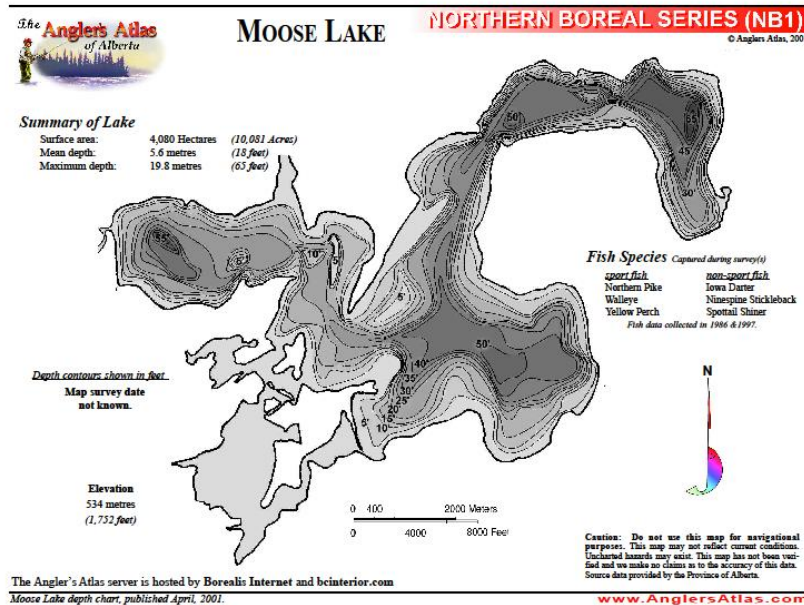 The Angler's Atlas
of Alberta
MOOSE LAKE
NORTHERN BOREAL SERIES (NB1)
© Anglers Atlas, 200
Summary of Lake
Surface area: 4,080 Hectares (10,081 Acres)
Mean depth: 5.6 metres (18 feet)
Maximum depth: 19.8 metres (65 feet)
50'
30'
55'
10'
5'
5'
Fish Species Captured during survey(s)
sport fish non-sport fish
Northern Pike Iowa Darter
Walleye Ninespine Stickleback
Yellow Perch Spottail Shiner
Fish data collected in 1986 &1997.
50'
40'
35'
30'
25'
20'
15'
10'
5'
Depth contours shown in feet
Map survey date
not known.
N
Elevation
534 metres
(1,752 feet)
0 400 2000 Meters
0 4000 8000 Feet
Caution: Do not use this map for navigational
purposes. This map may not reflect current conditions.
Uncharted hazards may exist. This map has not been veri-
fied and we make no claims as to the accuracy of this data.
Source data provided by the Province of Alberta.
The Angler's Atlas server is hosted by Borealis Internet and bcinterior.com
Moose Lake depth chart, published April, 2001.
www.AnglersAtlas.com